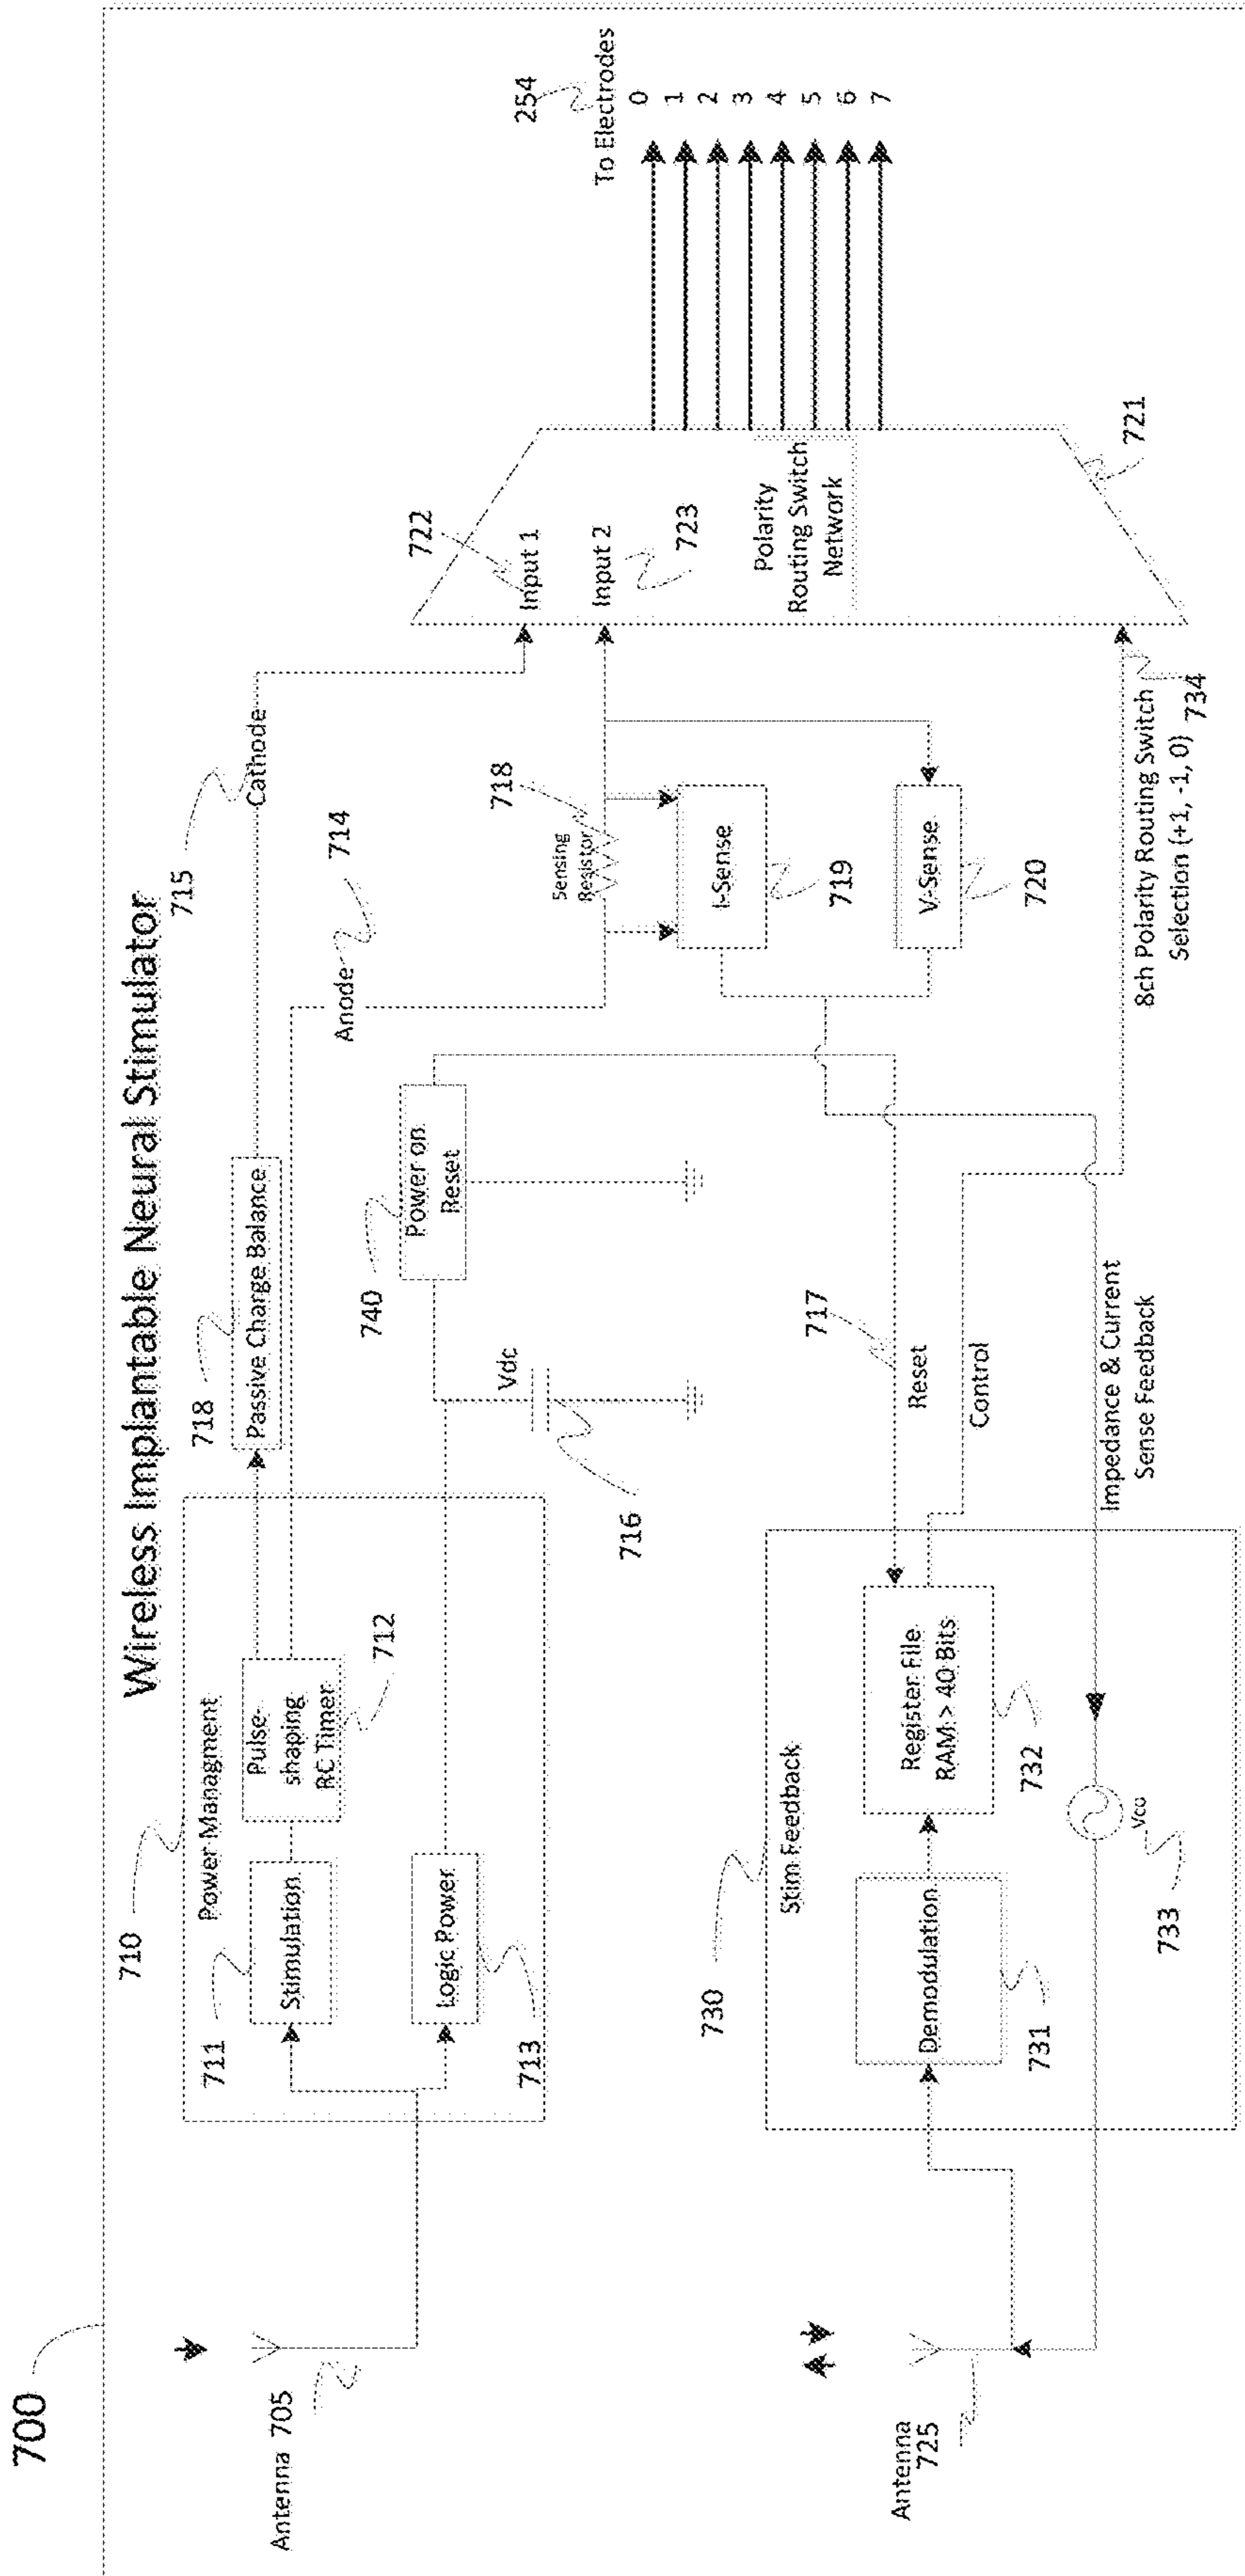 700
Wireless Implantable Neural Stimulator
Antenna 705
710
Power Managment
711
Stimulation
Pulse-
shaping
RC Timer
712
Logic Power
713
718
Passive Charge Balance
715
Cathode
Anode
714
740
Power on
Reset
Vdc
716
718
Sensing
Resistor
I-Sense
719
V-Sense
720
722
Input 1
Input 2
723
Polarity
Routing Switch
Network
721
254
To Electrodes
0
1
2
3
4
5
6
7
Antenna
725
730
Stim Feedback
Demodulation
731
Register File
RAM > 40 Bits
732
Vco
733
717
Reset
Control
Impedance & Current
Sense Feedback
8ch Polarity Routing Switch
Selection (+1, -1, 0)
734